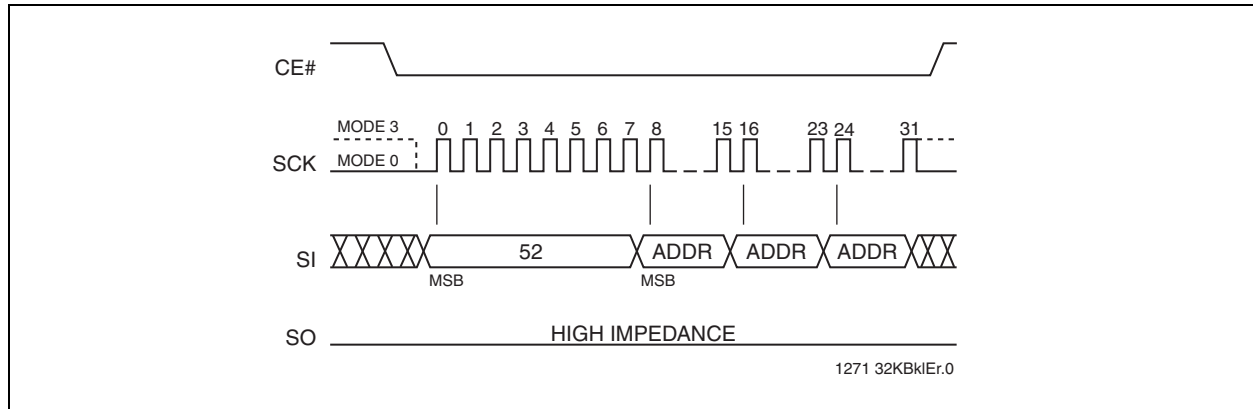 CE#
MODE 3
0 1 2 3 4 5 6 7 8 15 16 23 24 31
SCK
MODE 0
SI
52 ADDR ADDR ADDR
MSB MSB
SO
HIGH IMPEDANCE
1271 32KBklEr.0